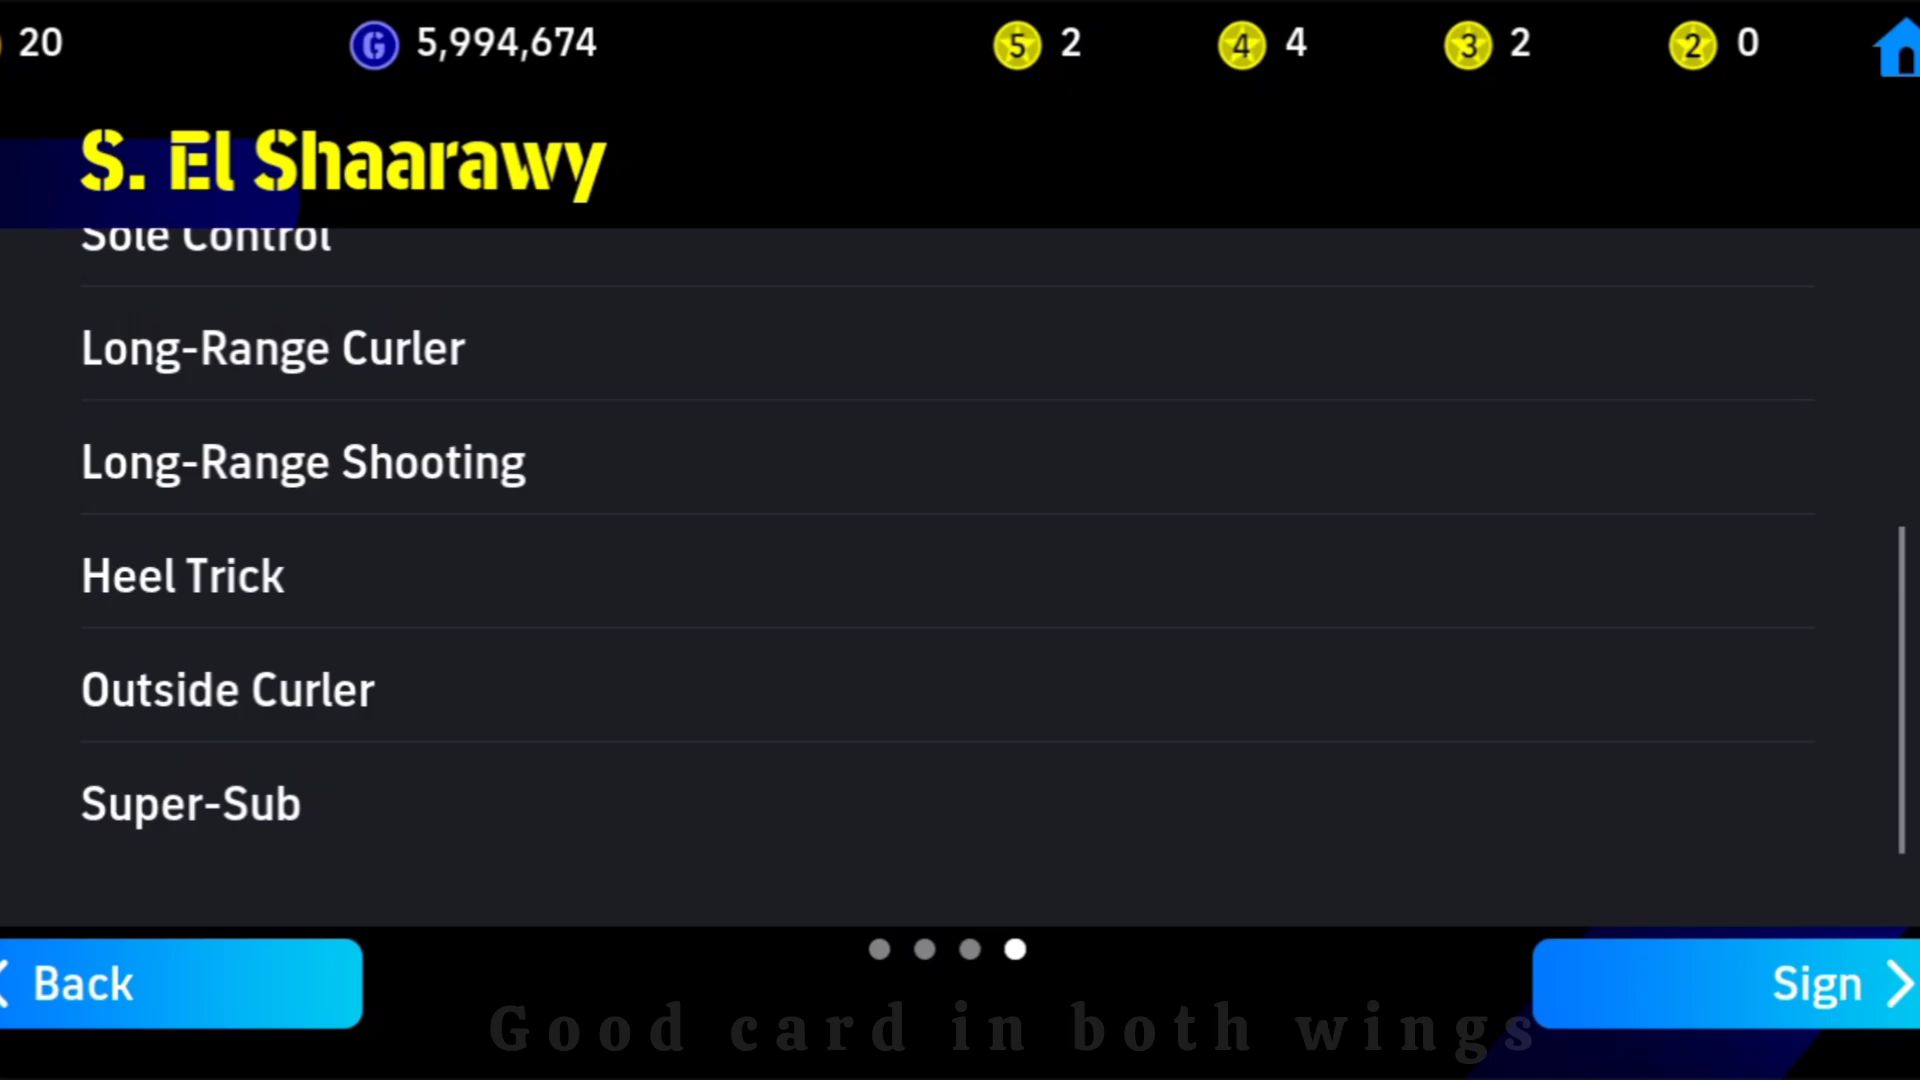 20 G 5,994,674 5 2 4 4 3 2 2 0
S. El Shaarawy
Sole Control
Long-Range Curler
Long-Range Shooting
Heel Trick
Outside Curler
Super-Sub
Back
Sign
Good card in both wings